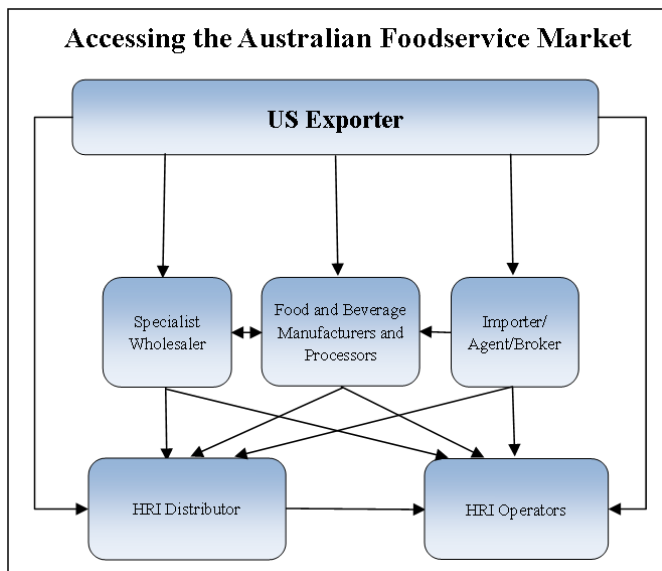 Accessing the Australian Foodservice Market
US Exporter
Specialist
Wholesaler
Food and Beverage
Manufacturers and
Processors
Importer/
Agent/Broker
HRI Distributor
HRI Operators